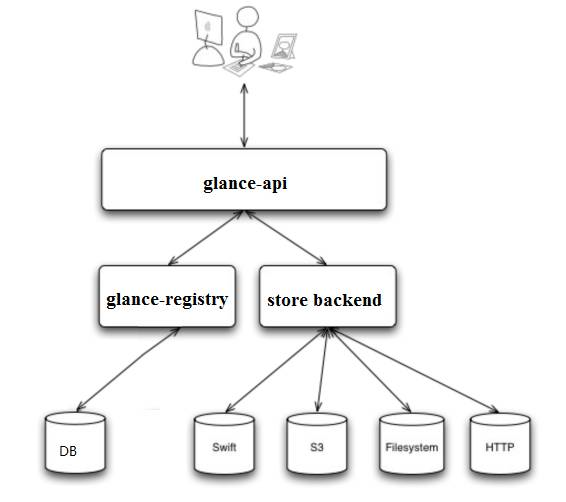 glance-api
glance-registry
store backend
DB
Swift
S3
Filesystem
HTTP